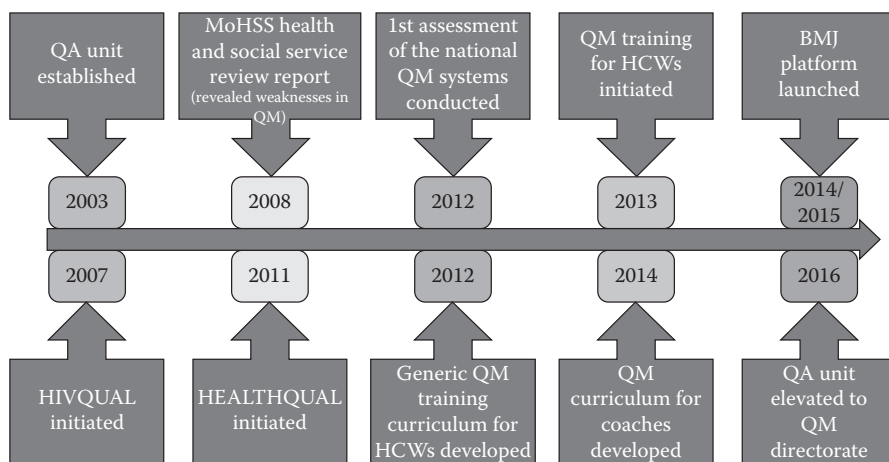 QA unit
established
MoHSS health
and social service
review report
(revealed weaknesses in
QM)
1st assessment
of the national
QM systems
conducted
QM training
for HCWs
initiated
BMJ
platform
launched
2003
2008
2012
2013
2014/
2015
2007
2011
2012
2014
2016
HIVQUAL
initiated
HEALTHQUAL
initiated
Generic QM
training
curriculum for
HCWs developed
QM
curriculum for
coaches
developed
QA unit
elevated to
QM
directorate